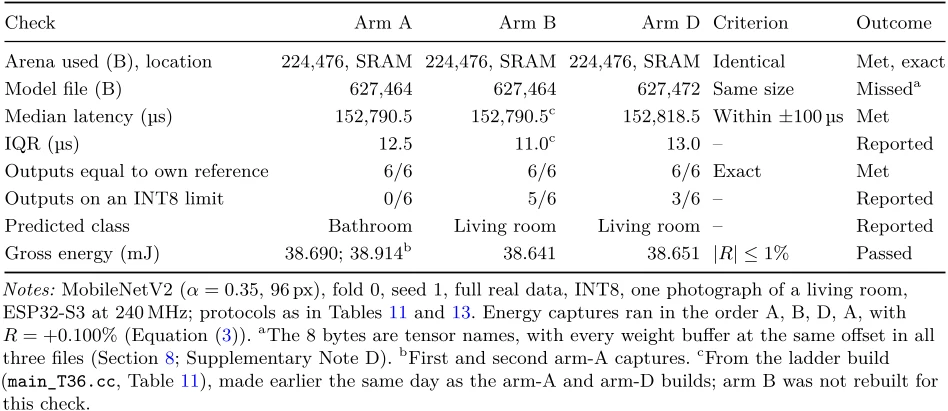 Check Arm A Arm B Arm D Criterion Outcome
Arena used (B), location 224,476, SRAM 224,476, SRAM 224,476, SRAM Identical Met, exact
Model file (B) 627,464 627,464 627,472 Same size Missedᵃ
Median latency (µs) 152,790.5 152,790.5ᶜ 152,818.5 Within ±100 µs Met
IQR (µs) 12.5 11.0ᶜ 13.0 – Reported
Outputs equal to own reference 6/6 6/6 6/6 Exact Met
Outputs on an INT8 limit 0/6 5/6 3/6 – Reported
Predicted class Bathroom Living room Living room – Reported
Gross energy (mJ) 38.690; 38.914ᵇ 38.641 38.651 |R| ≤ 1% Passed
Notes: MobileNetV2 (α = 0.35, 96 px), fold 0, seed 1, full real data, INT8, one photograph of a living room,
ESP32-S3 at 240 MHz; protocols as in Tables 11 and 13. Energy captures ran in the order A, B, D, A, with
R = +0.100% (Equation (3)). ᵃThe 8 bytes are tensor names, with every weight buffer at the same offset in all
three files (Section 8; Supplementary Note D). ᵇFirst and second arm-A captures. ᶜFrom the ladder build
(main_T36.cc, Table 11), made earlier the same day as the arm-A and arm-D builds; arm B was not rebuilt for
this check.